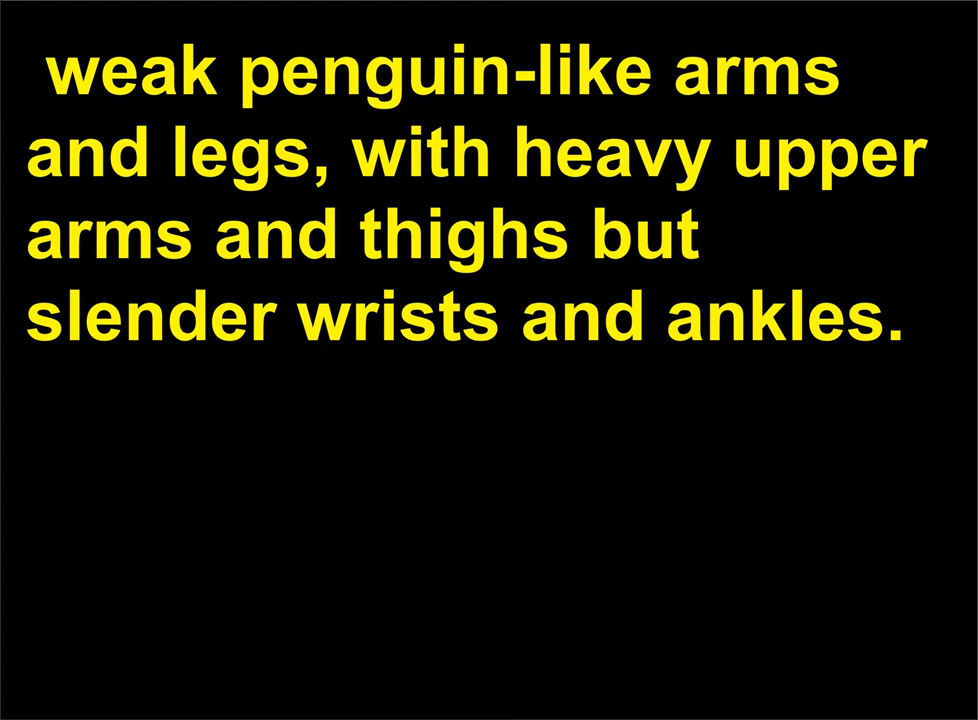 weak penguin-like arms
and legs, with heavy upper
arms and thighs but
slender wrists and ankles.